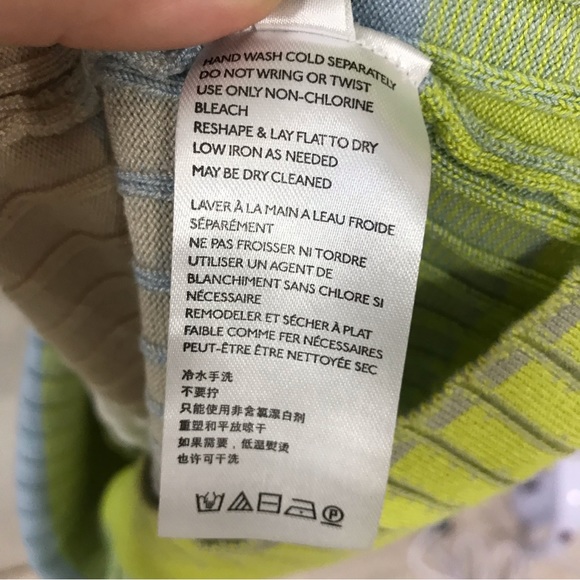 HAND WASH COLD SEPARATELY
DO NOT WRING OR TWIST
USE ONLY NON-CHLORINE
BLEACH
RESHAPE & LAY FLAT TO DRY
LOW IRON AS NEEDED
MAY BE DRY CLEANED
LAVER À LA MAIN A LEAU FROIDE
SÉPARÉMENT
NE PAS FROISSER NI TORDRE
UTILISER UN AGENT DE
BLANCHIMENT SANS CHLORE SI
NÉCESSAIRE
REMODELER ET SÉCHER À PLAT
FAIBLE COMME FER NÉCESSAIRES
PEUT-ÊTRE ÊTRE NETTOYÉE SEC
冷水手洗
不要拧
只能使用非含氯漂白剂
重塑和平放晾干
如果需要，低温熨烫
也许可干洗
P